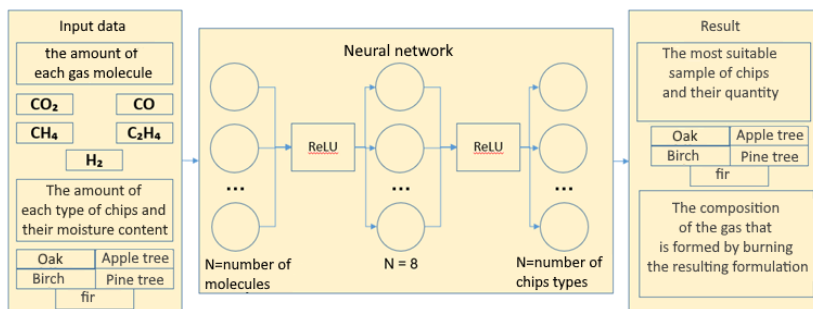 Input data
the amount of
each gas molecule
CO₂
CO
CH₄
C₂H₄
H₂
The amount of
each type of chips and
their moisture content
Oak
Apple tree
Birch
Pine tree
fir
Neural network
ReLU
ReLU
...
...
...
N=number of
molecules
N = 8
N=number of
chips types
Result
The most suitable
sample of chips
and their quantity
Oak
Apple tree
Birch
Pine tree
fir
The composition
of the gas that
is formed by burning
the resulting formulation